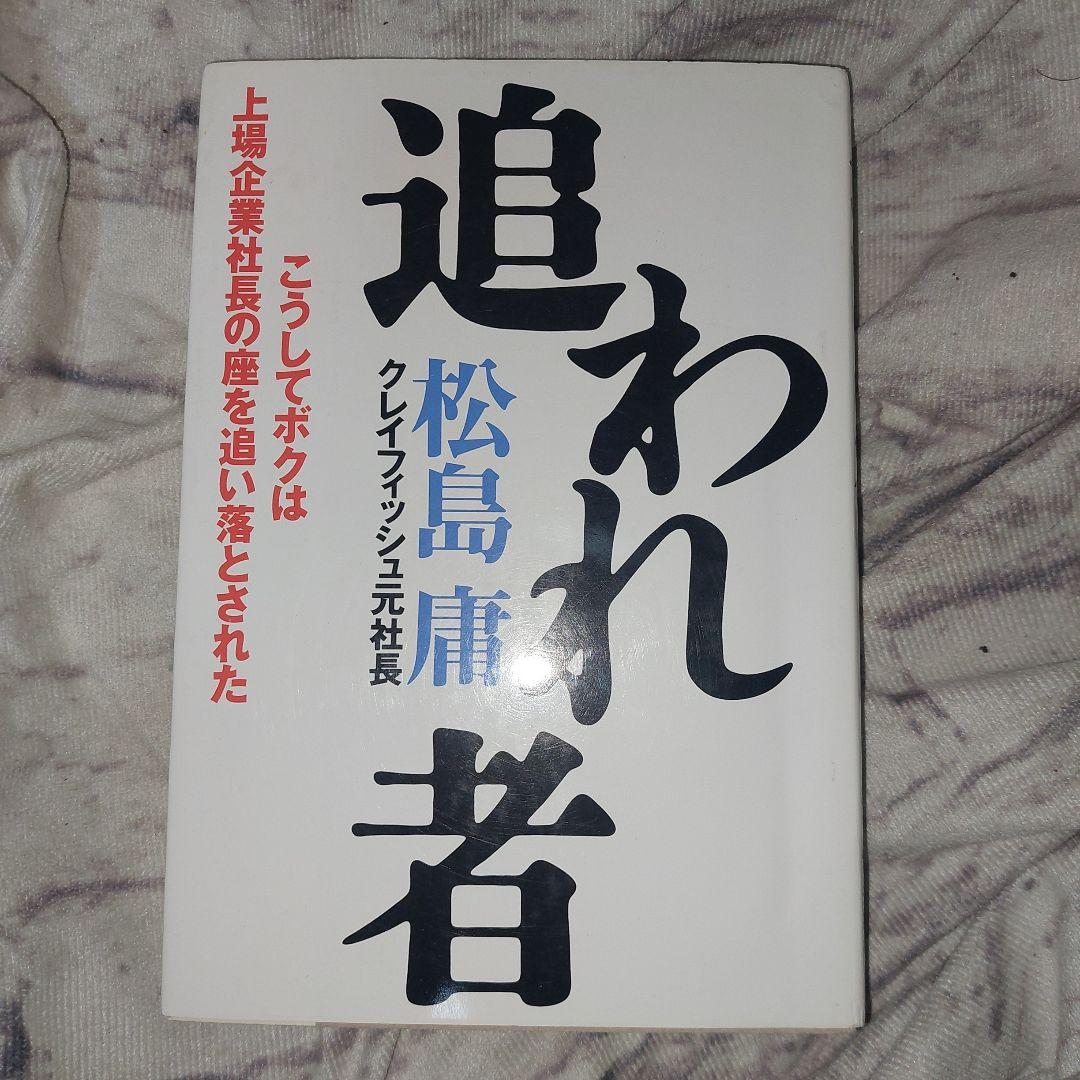 追われ者
松島庸
クレイフィッシュ元社長
こうしてボクは
上場企業社長の座を追い落とされた